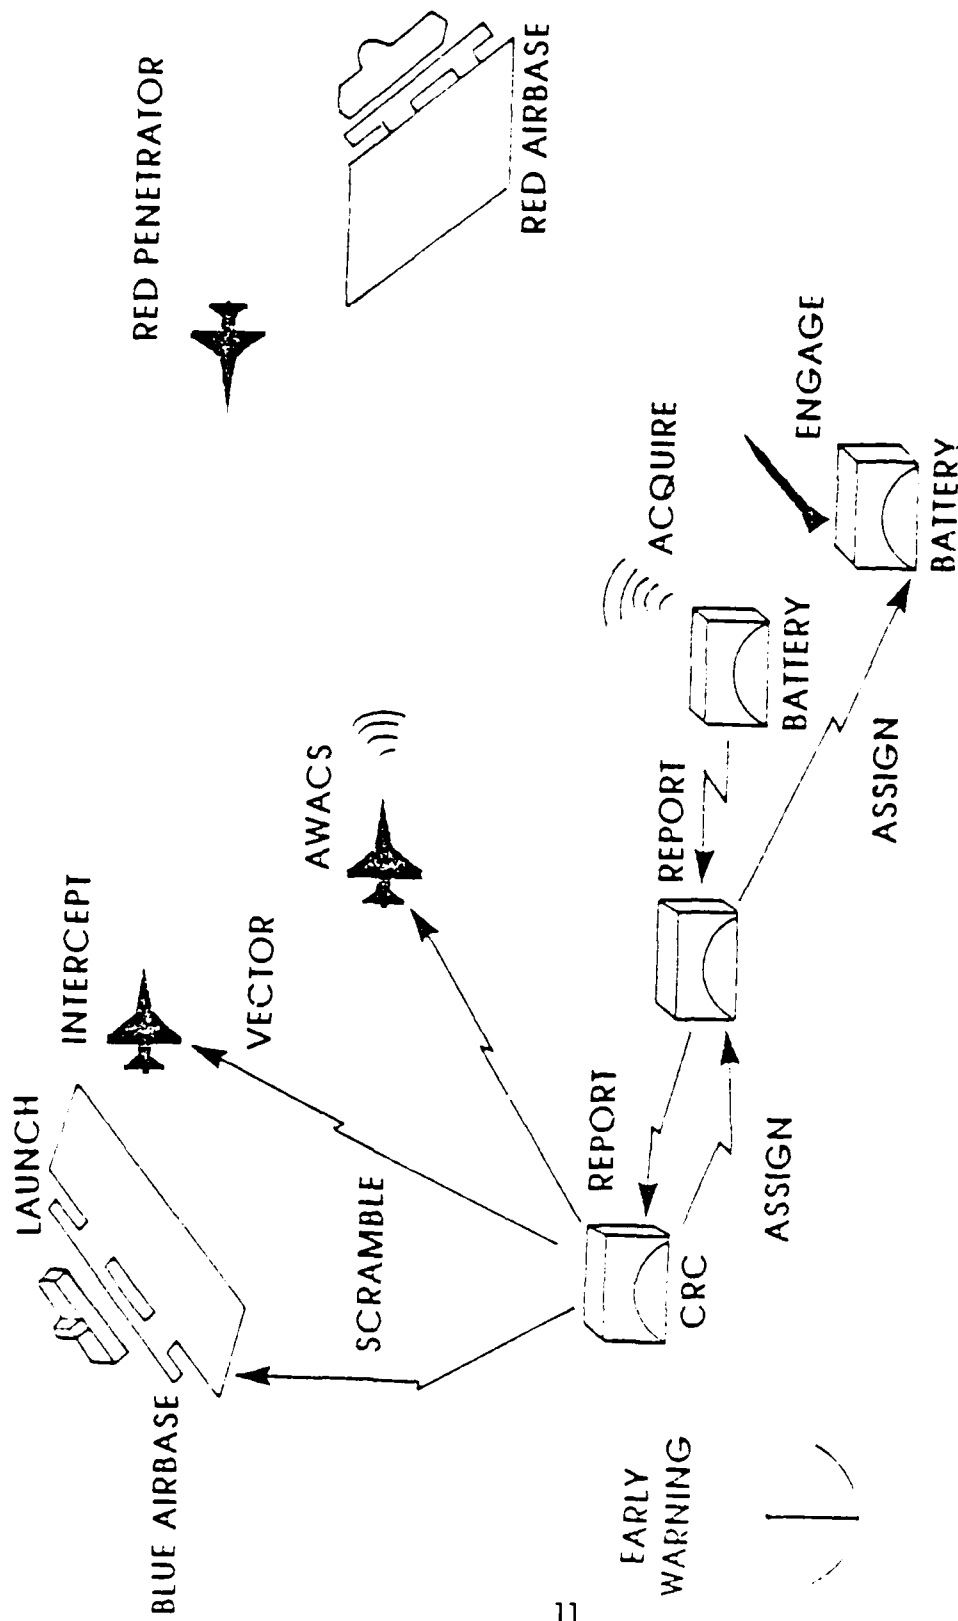 LAUNCH
INTERCEPT
RED PENETRATOR
BLUE AIRBASE
VECTOR
AWACS
SCRAMBLE
RED AIRBASE
EARLY
WARNING
CRC
REPORT
REPORT
ACQUIRE
ENGAGE
ASSIGN
BATTERY
ASSIGN
BATTERY
11